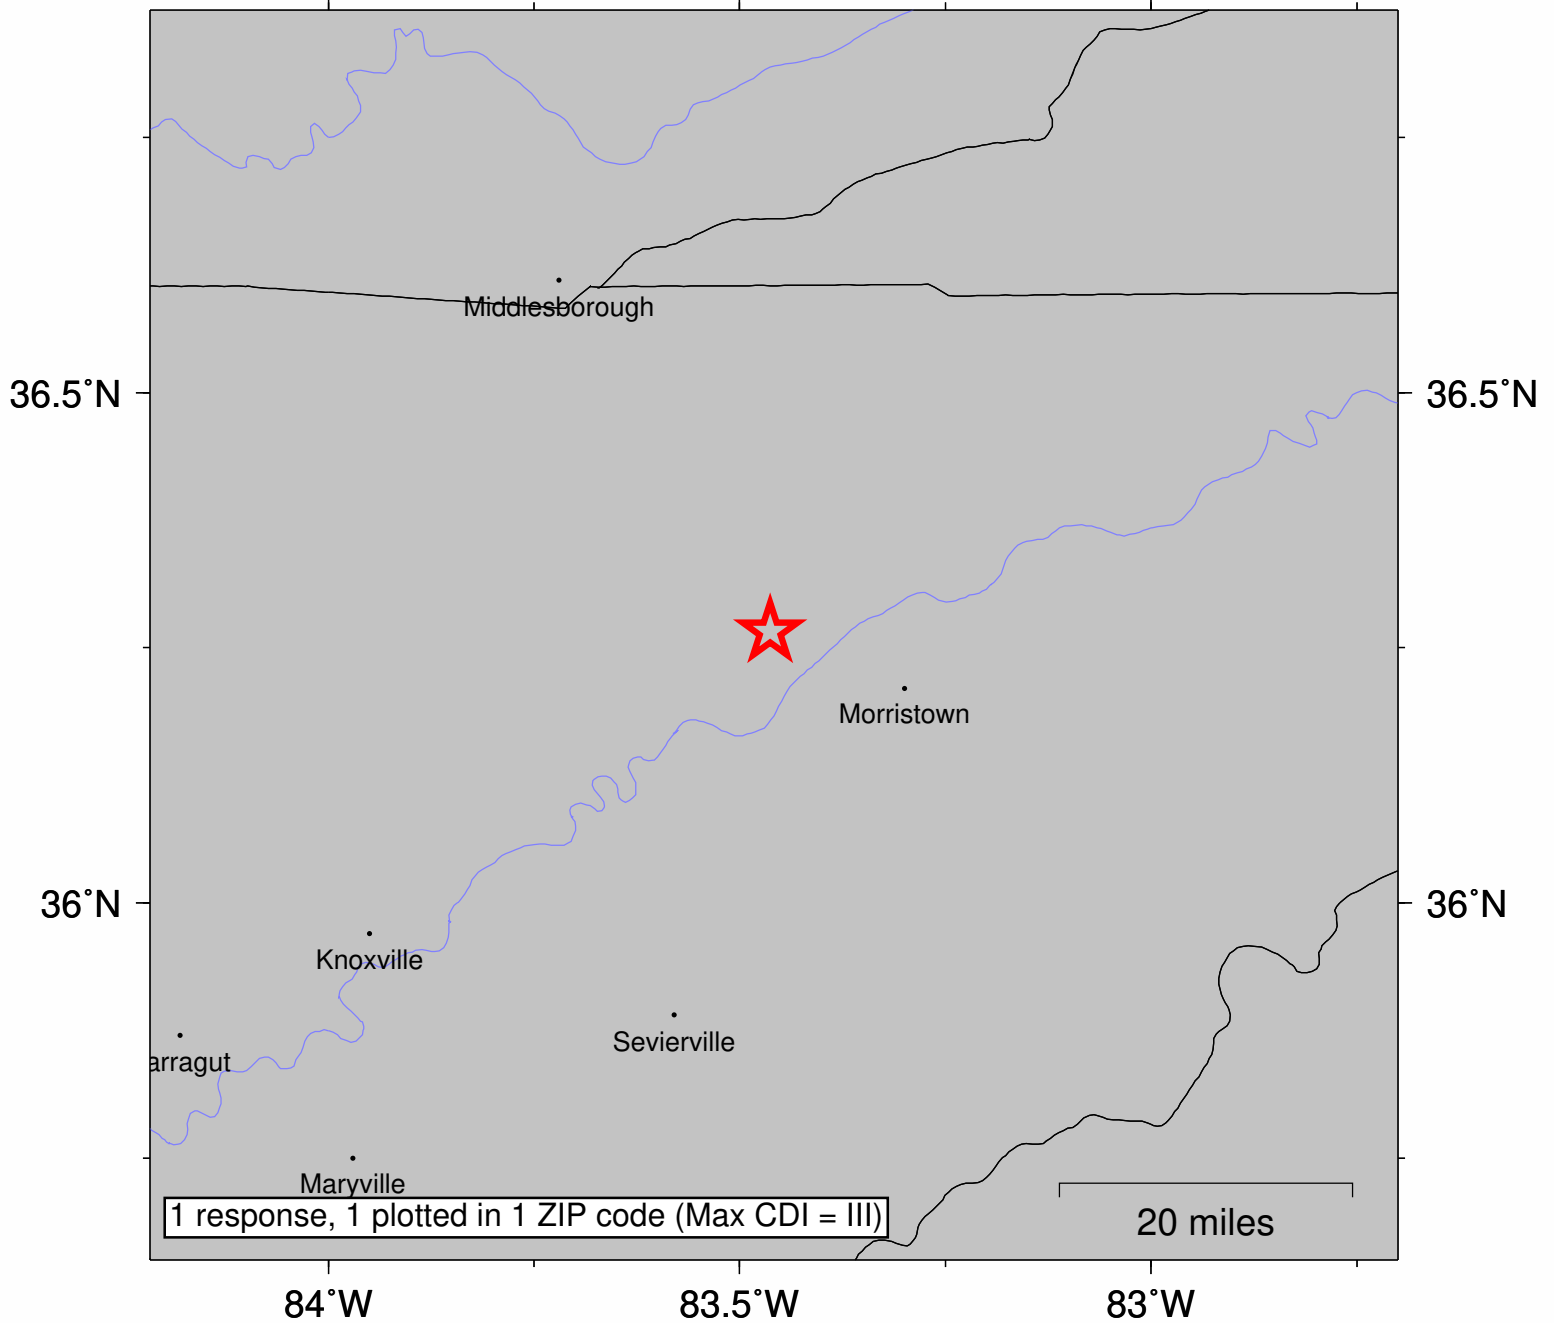 Middlesborough
36.5°N
36.5°N
Morristown
36°N
36°N
Knoxville
Sevierville
arragut
Maryville
1 response, 1 plotted in 1 ZIP code (Max CDI = III)
20 miles
84°W
83.5°W
83°W